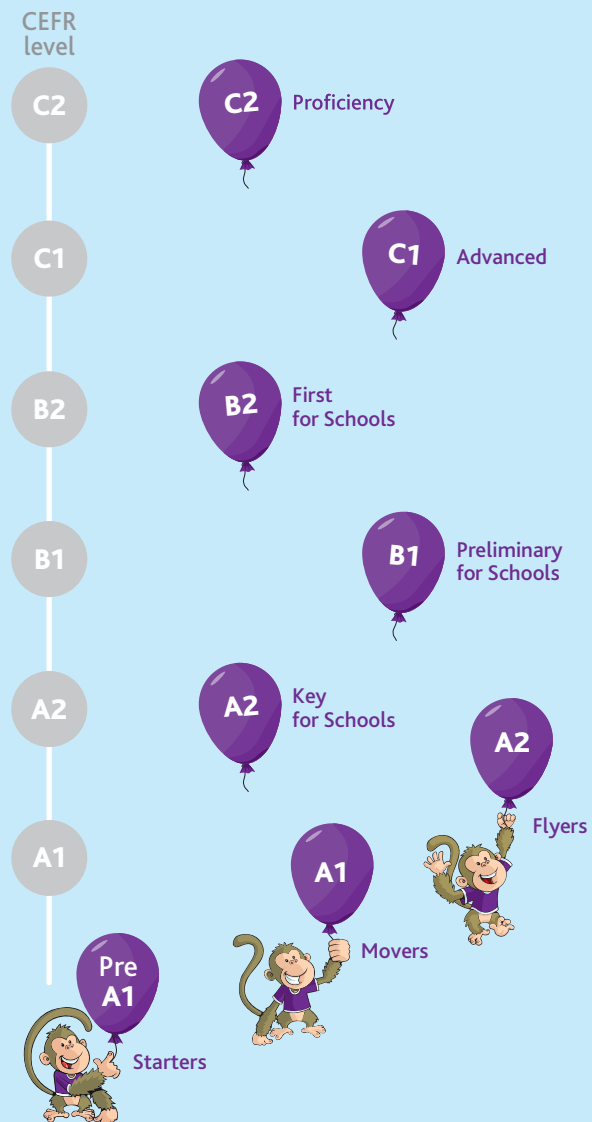 CEFR
level
C2
C2
Proficiency
C1
C1
Advanced
B2
B2
First
for Schools
B1
B1
Preliminary
for Schools
A2
A2
Key
for Schools
A2
Flyers
A1
A1
Movers
Pre
A1
Starters